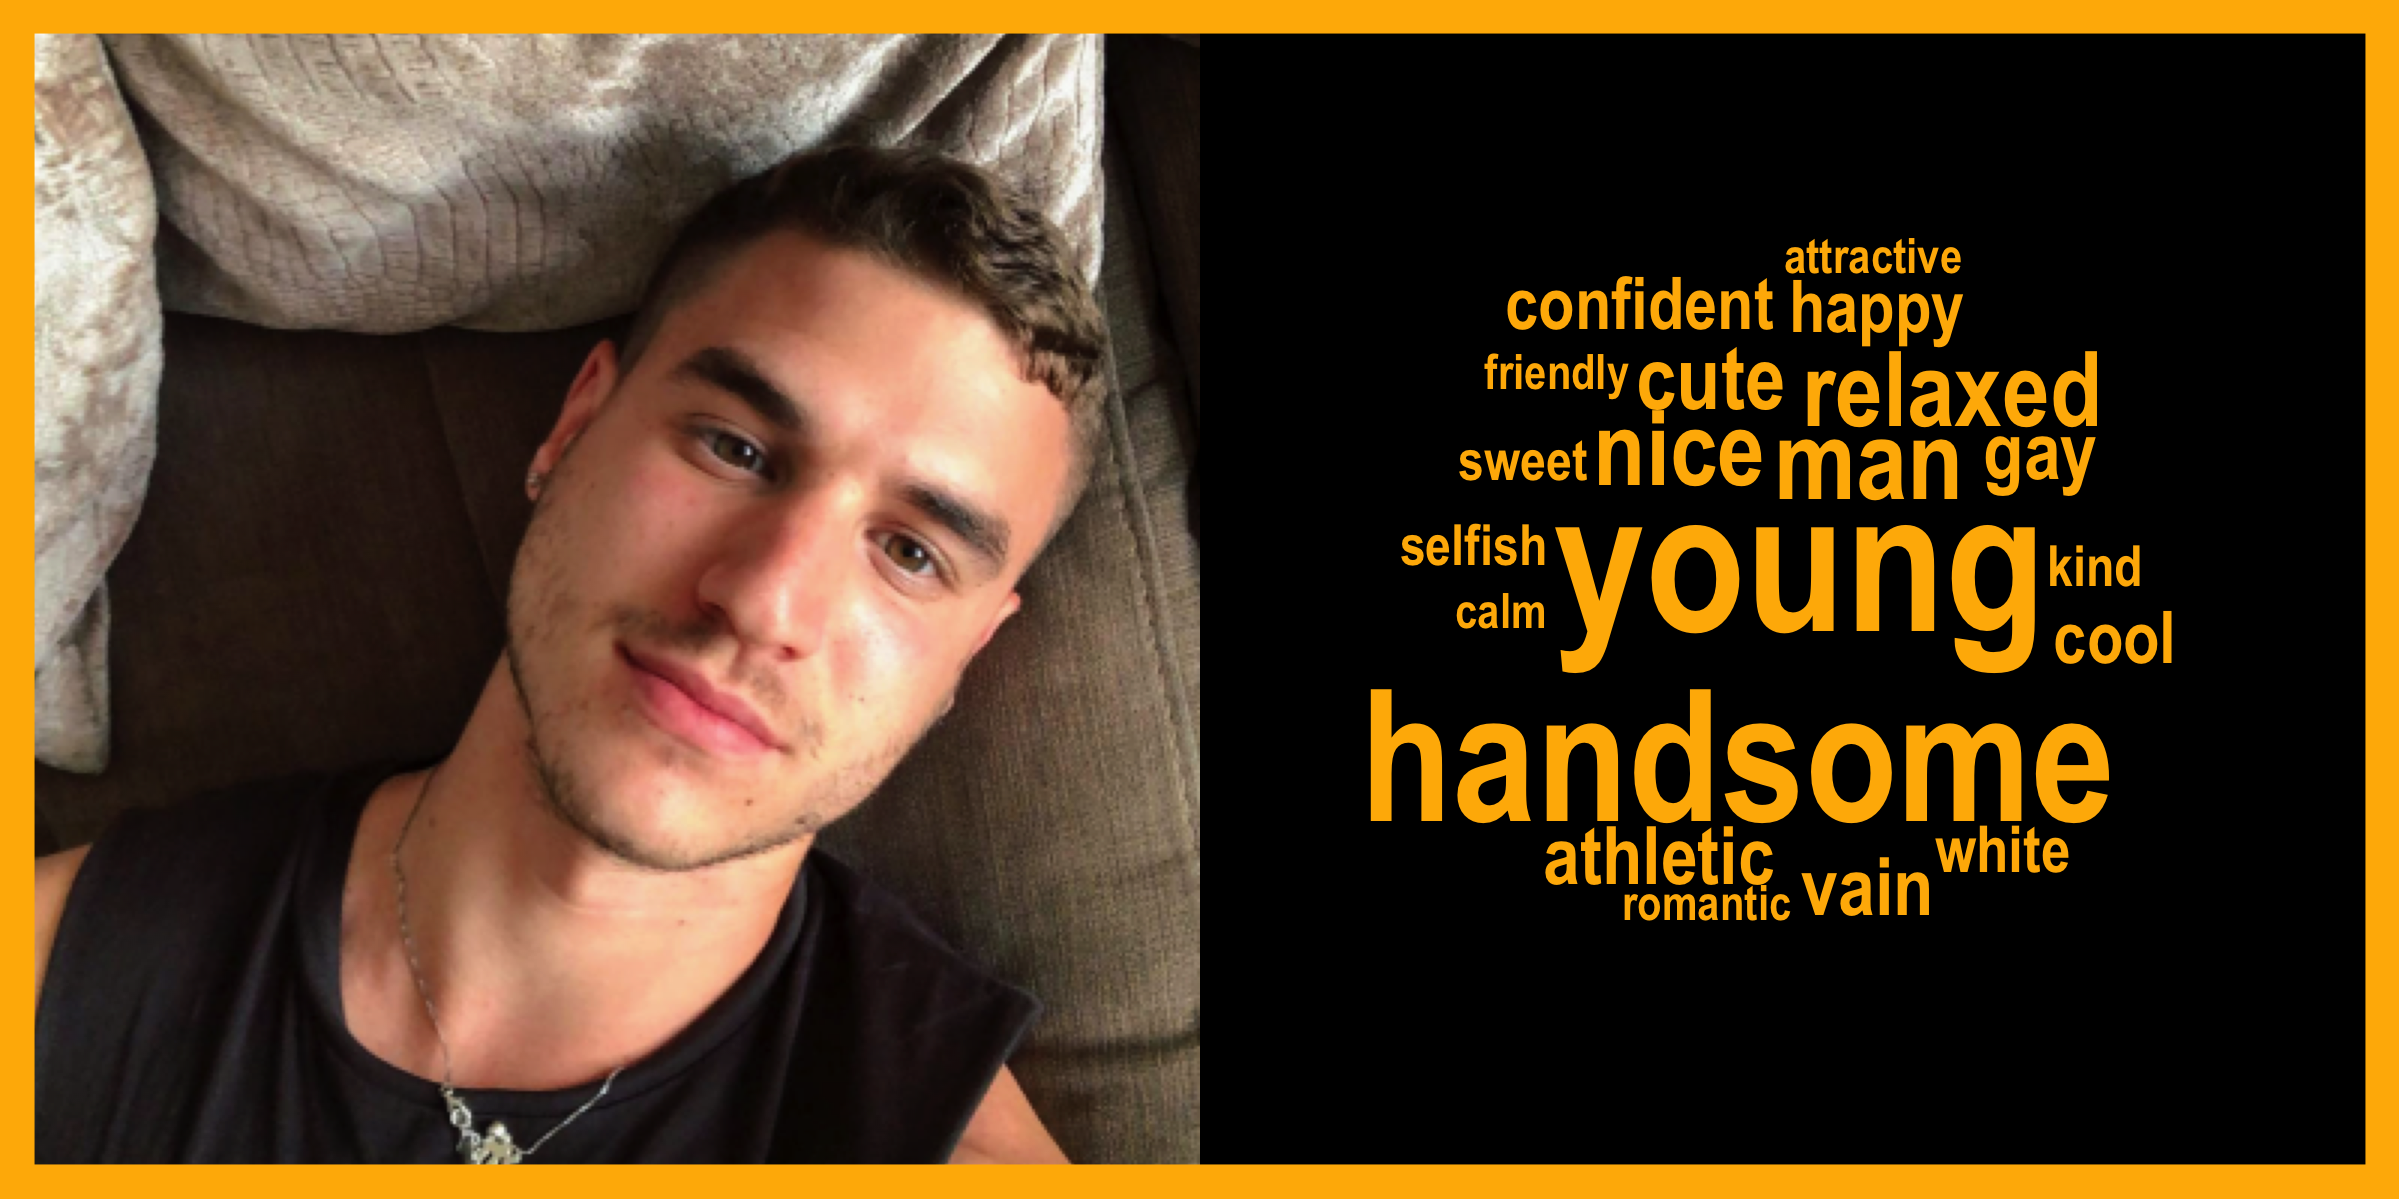 attractive
confident happy
friendly cute relaxed
sweet nice man gay
selfish young kind
calm cool
handsome
athletic white
romantic vain